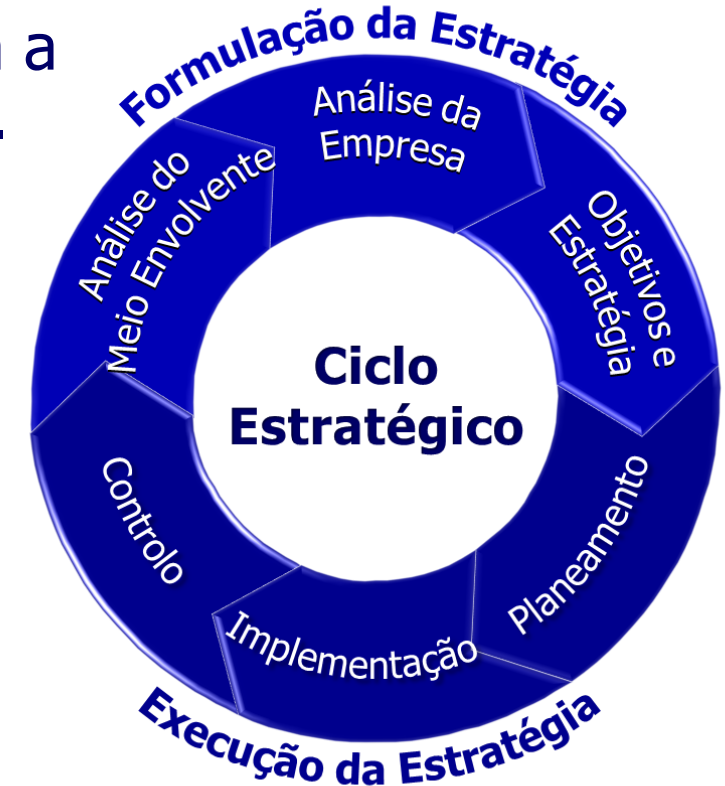 a
Formulação da Estratégia
Análise do
Meio Envolvente
Análise da
Empresa
Objetivos e
Estratégia
Ciclo
Estratégico
Planeamento
Implementação
Controlo
Execução da Estratégia